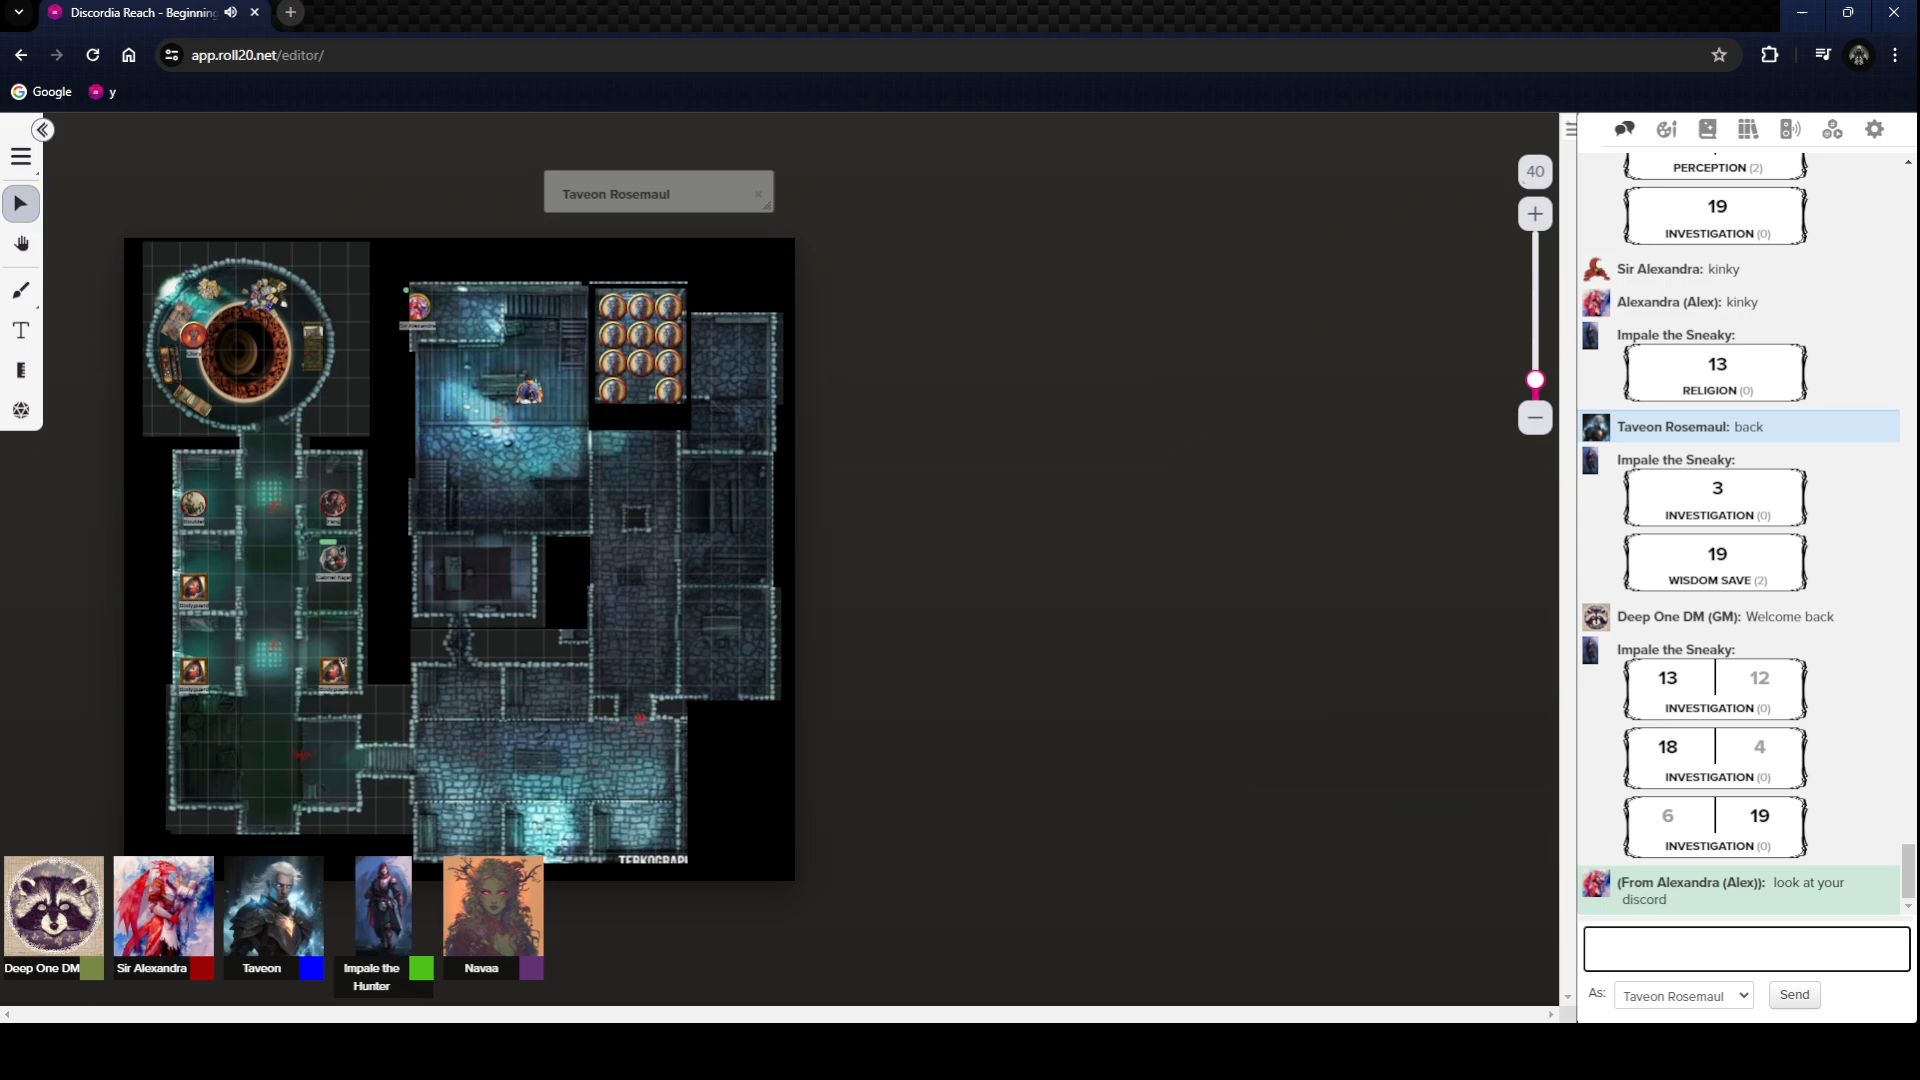 Discordia Reach - Beginning
app.roll20.net/editor/
Google
y
Taveon Rosemaul
40
PERCEPTION (2)
19
INVESTIGATION (0)
Sir Alexandra: kinky
Alexandra (Alex): kinky
Impale the Sneaky:
13
RELIGION (0)
Taveon Rosemaul: back
Impale the Sneaky:
3
INVESTIGATION (0)
19
WISDOM SAVE (2)
Deep One DM (GM): Welcome back
Impale the Sneaky:
13 12
INVESTIGATION (0)
18 4
INVESTIGATION (0)
6 19
INVESTIGATION (0)
(From Alexandra (Alex)): look at your
discord
As: Taveon Rosemaul Send
Sir Alexandra
Deep One DM
Sir Alexandra
Taveon
Impale the
Hunter
Navaa